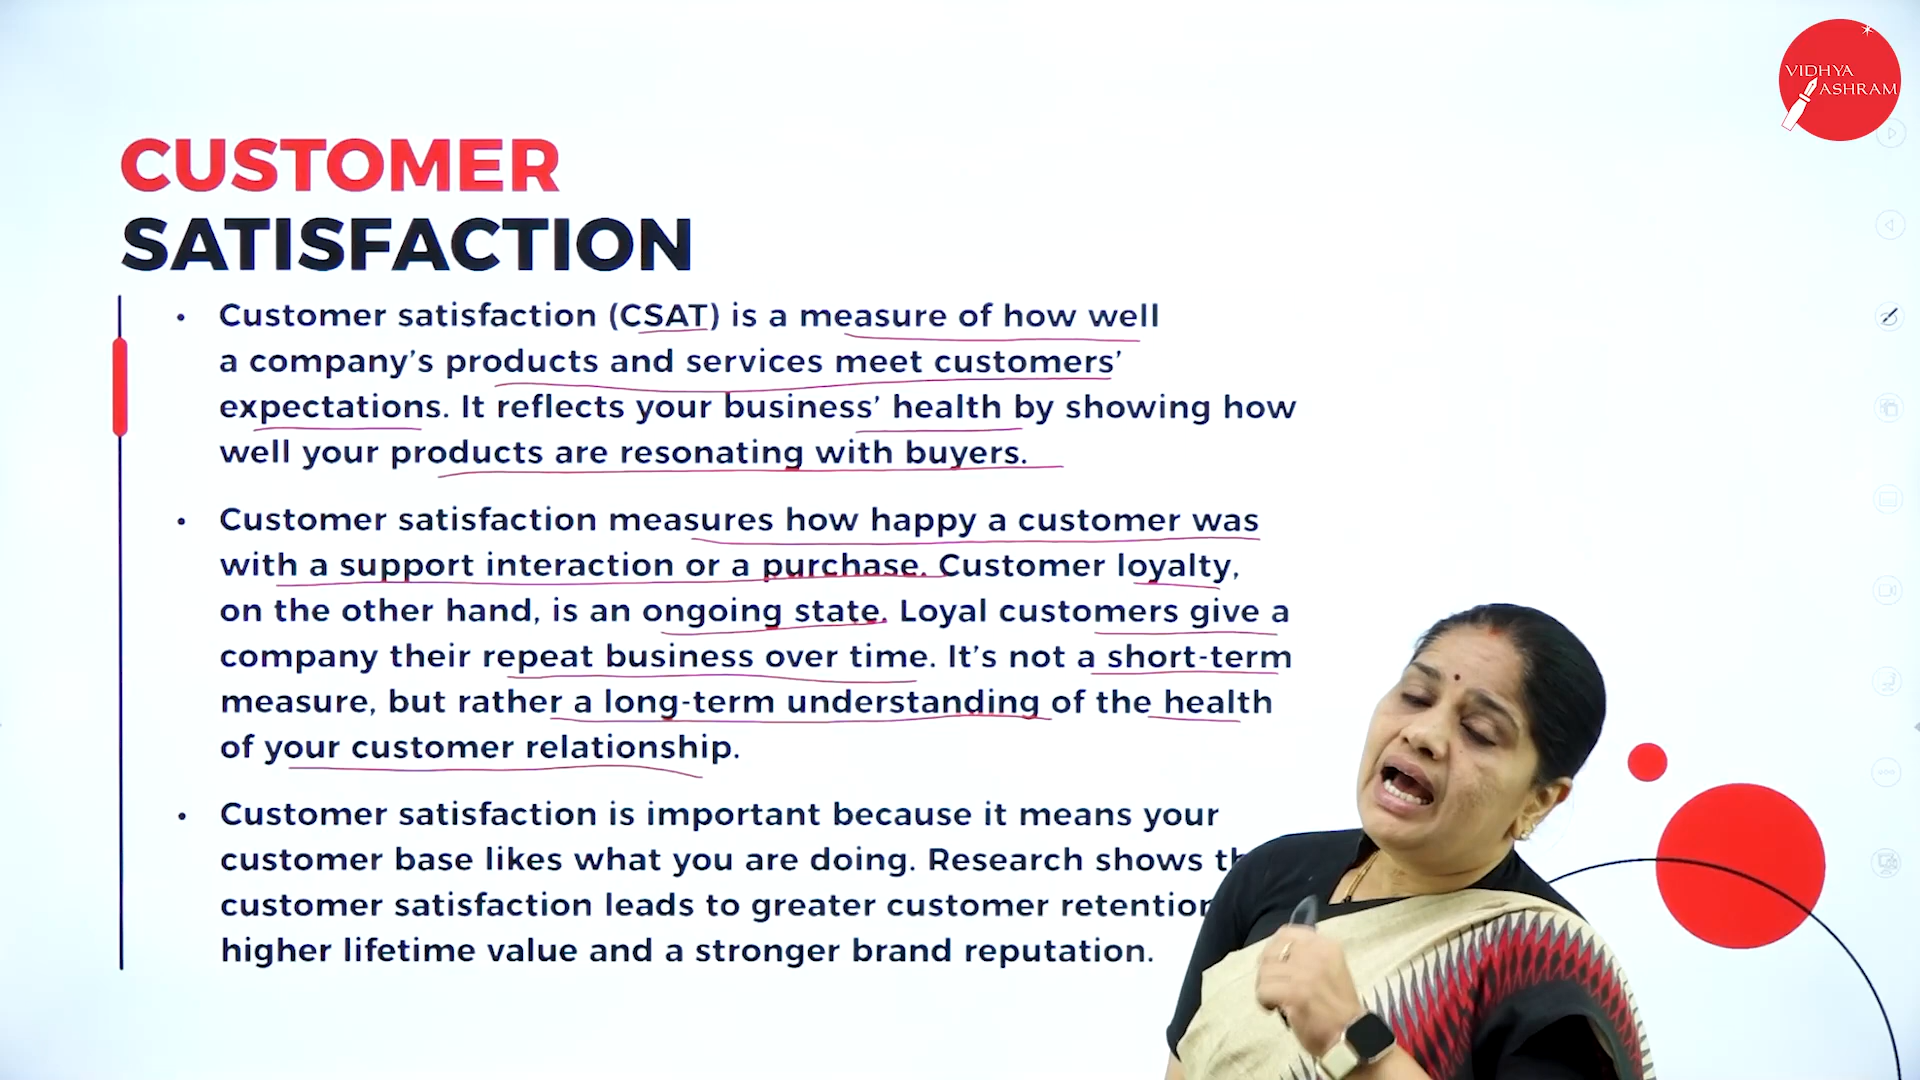 VIDHYA
ASHRAM
CUSTOMER
SATISFACTION
• Customer satisfaction (CSAT) is a measure of how well
a company’s products and services meet customers’
expectations. It reflects your business’ health by showing how
well your products are resonating with buyers.
• Customer satisfaction measures how happy a customer was
with a support interaction or a purchase. Customer loyalty,
on the other hand, is an ongoing state. Loyal customers give a
company their repeat business over time. It’s not a short-term
measure, but rather a long-term understanding of the health
of your customer relationship.
• Customer satisfaction is important because it means your
customer base likes what you are doing. Research shows
customer satisfaction leads to greater customer
higher lifetime value and a stronger brand reputation.